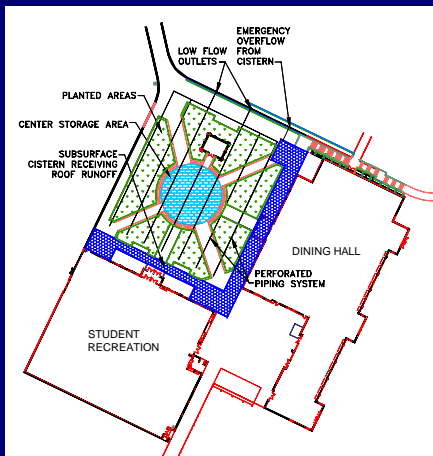 EMERGENCY
OVERFLOW
FROM
CISTERN
LOW FLOW
OUTLETS
PLANTED AREAS
CENTER STORAGE AREA
SUBSURFACE
CISTERN RECEIVING
ROOF RUNOFF
DINING HALL
PERFORATED
PIPING SYSTEM
STUDENT
RECREATION